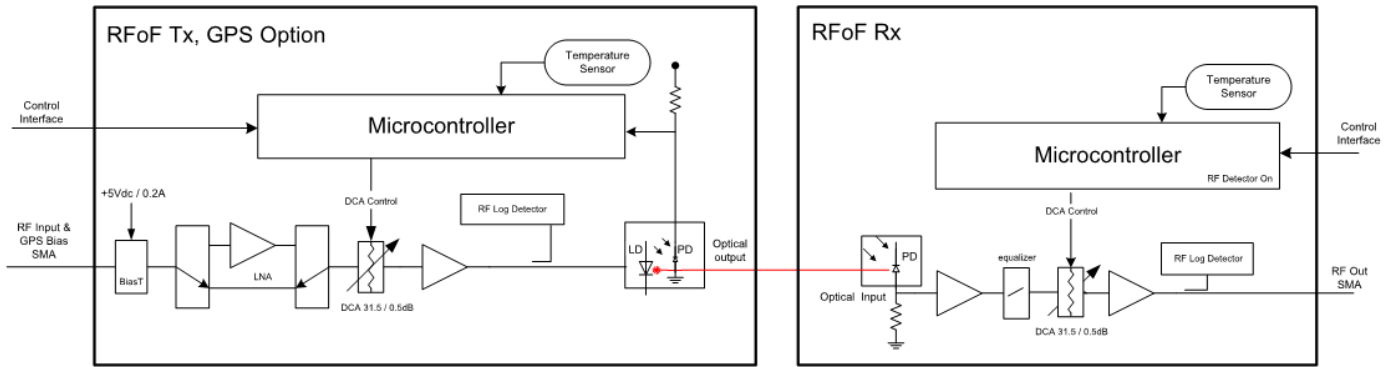 RFoF Tx, GPS Option
Temperature
Sensor
Control
Interface
Microcontroller
+5Vdc / 0.2A
DCA Control
RF Log Detector
RF Input &
GPS Bias
SMA
BiasT
LNA
DCA 31.5 / 0.5dB
LD
PD
Optical
output
RFoF Rx
Temperature
Sensor
Microcontroller
RF Detector On
Control
Interface
DCA Control
PD
Optical Input
equalizer
DCA 31.5 / 0.5dB
RF Log Detector
RF Out
SMA